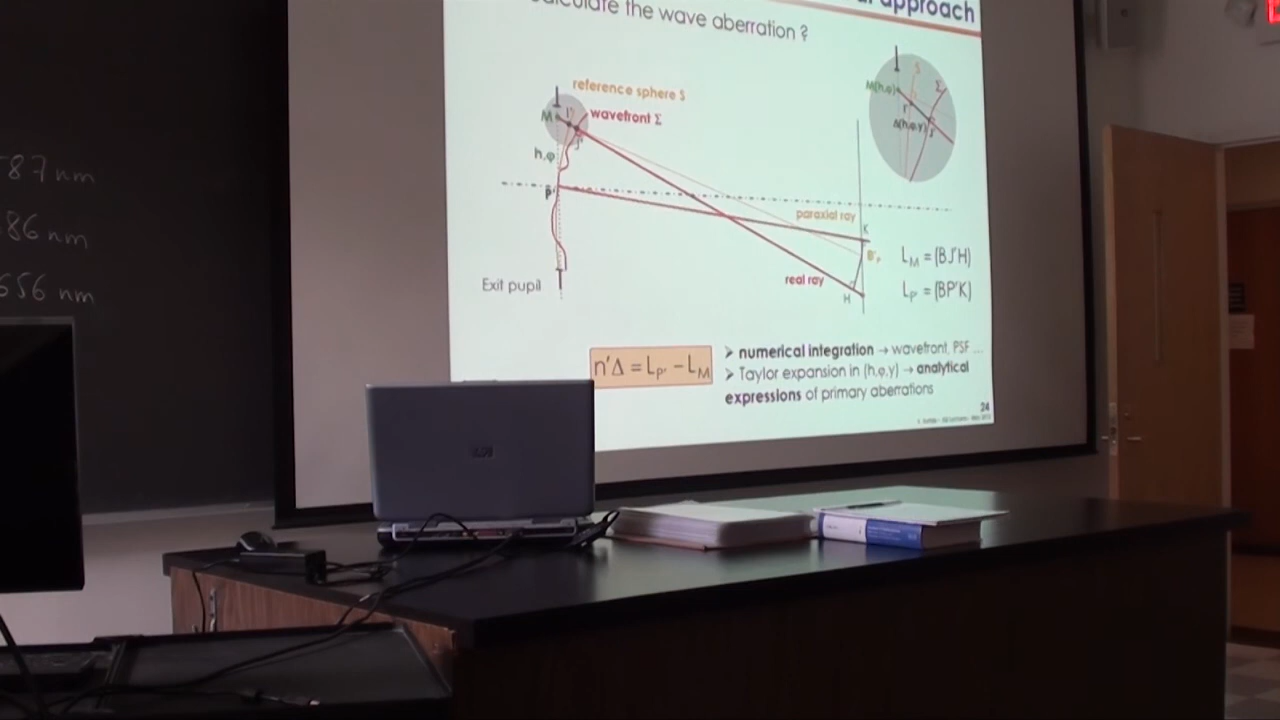 approach
calculate the wave aberration ?
reference sphere S
wavefront Σ
M
I'
J'
h,φ
P'
Exit pupil
paraxial ray
real ray
K
B'
H
S
Σ
M(h,φ)
I'
Δ(h,φ,y)
J'
L_M = (BJ'H)
L_P' = (BP'K)
n'Δ = L_P' – L_M
➢ numerical integration → wavefront, PSF ...
➢ Taylor expansion in (h,φ,y) → analytical
expressions of primary aberrations
24
87 nm
86 nm
656 nm
hp